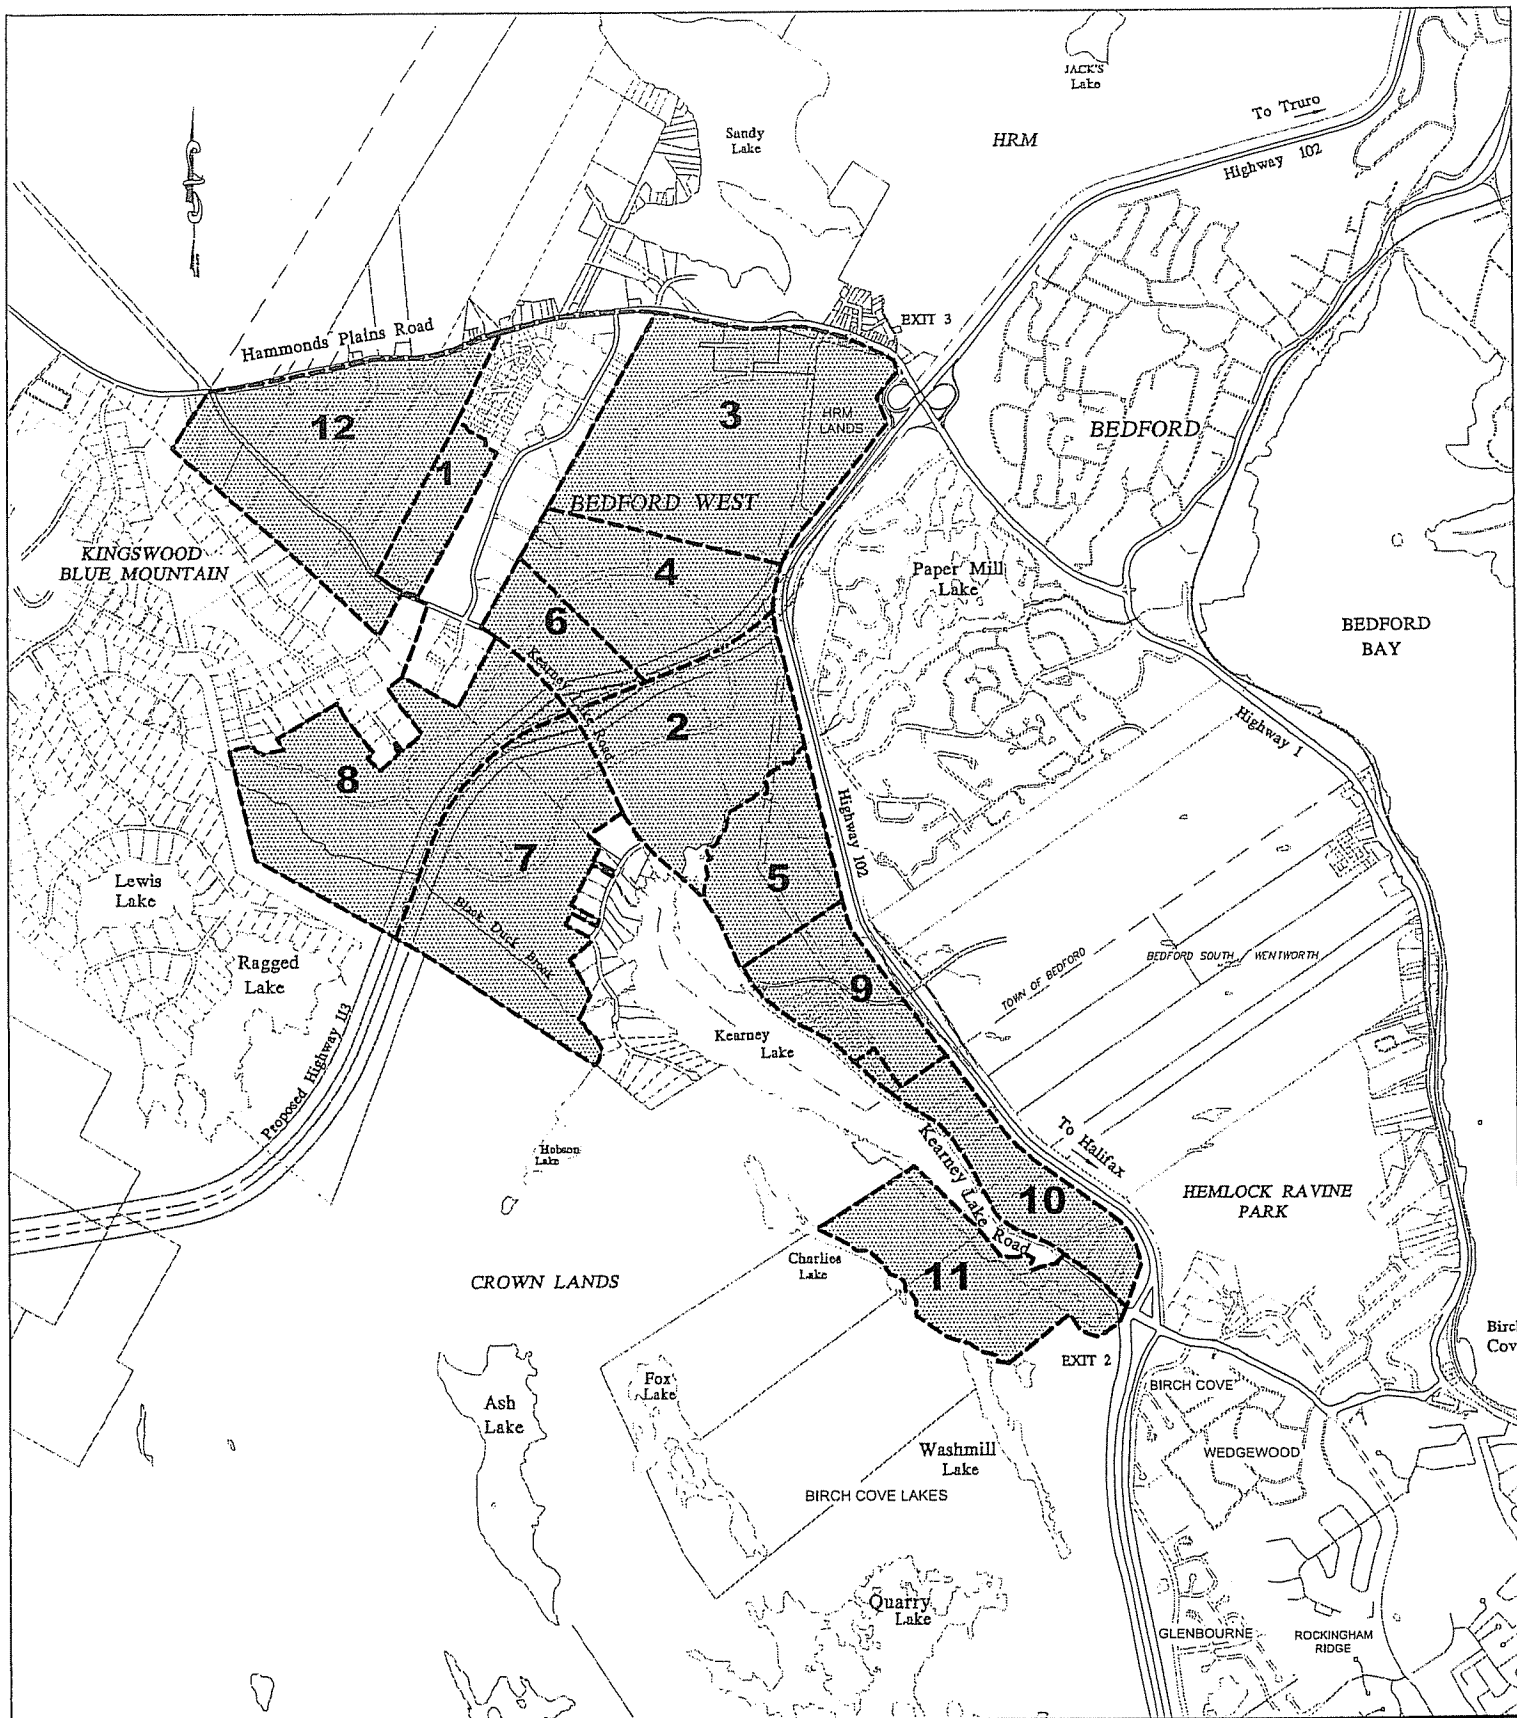 JACK'S
Lake
To Truro
Sandy
Lake
HRM
Highway 102
EXIT 3
Hammonds Plains Road
12
3
HRM
LANDS
BEDFORD
1
BEDFORD WEST
KINGSWOOD
BLUE MOUNTAIN
4
Paper Mill
Lake
6
BEDFORD
BAY
Kearney
Road
2
Highway 1
8
Highway 102
7
5
Lewis
Lake
Black Duck Brook
Ragged
Lake
TOWN OF BEDFORD
BEDFORD SOUTH / WENTWORTH
9
Proposed Highway 113
Kearney
Lake
Hobson
Lake
Kearney Lake Road
To Halifax
10
HEMLOCK RAVINE
PARK
Charlies
Lake
11
CROWN LANDS
EXIT 2
Fox
Lake
BIRCH COVE
Ash
Lake
Washmill
Lake
WEDGEWOOD
BIRCH COVE LAKES
Quarry
Lake
GLENBOURNE
ROCKINGHAM
RIDGE